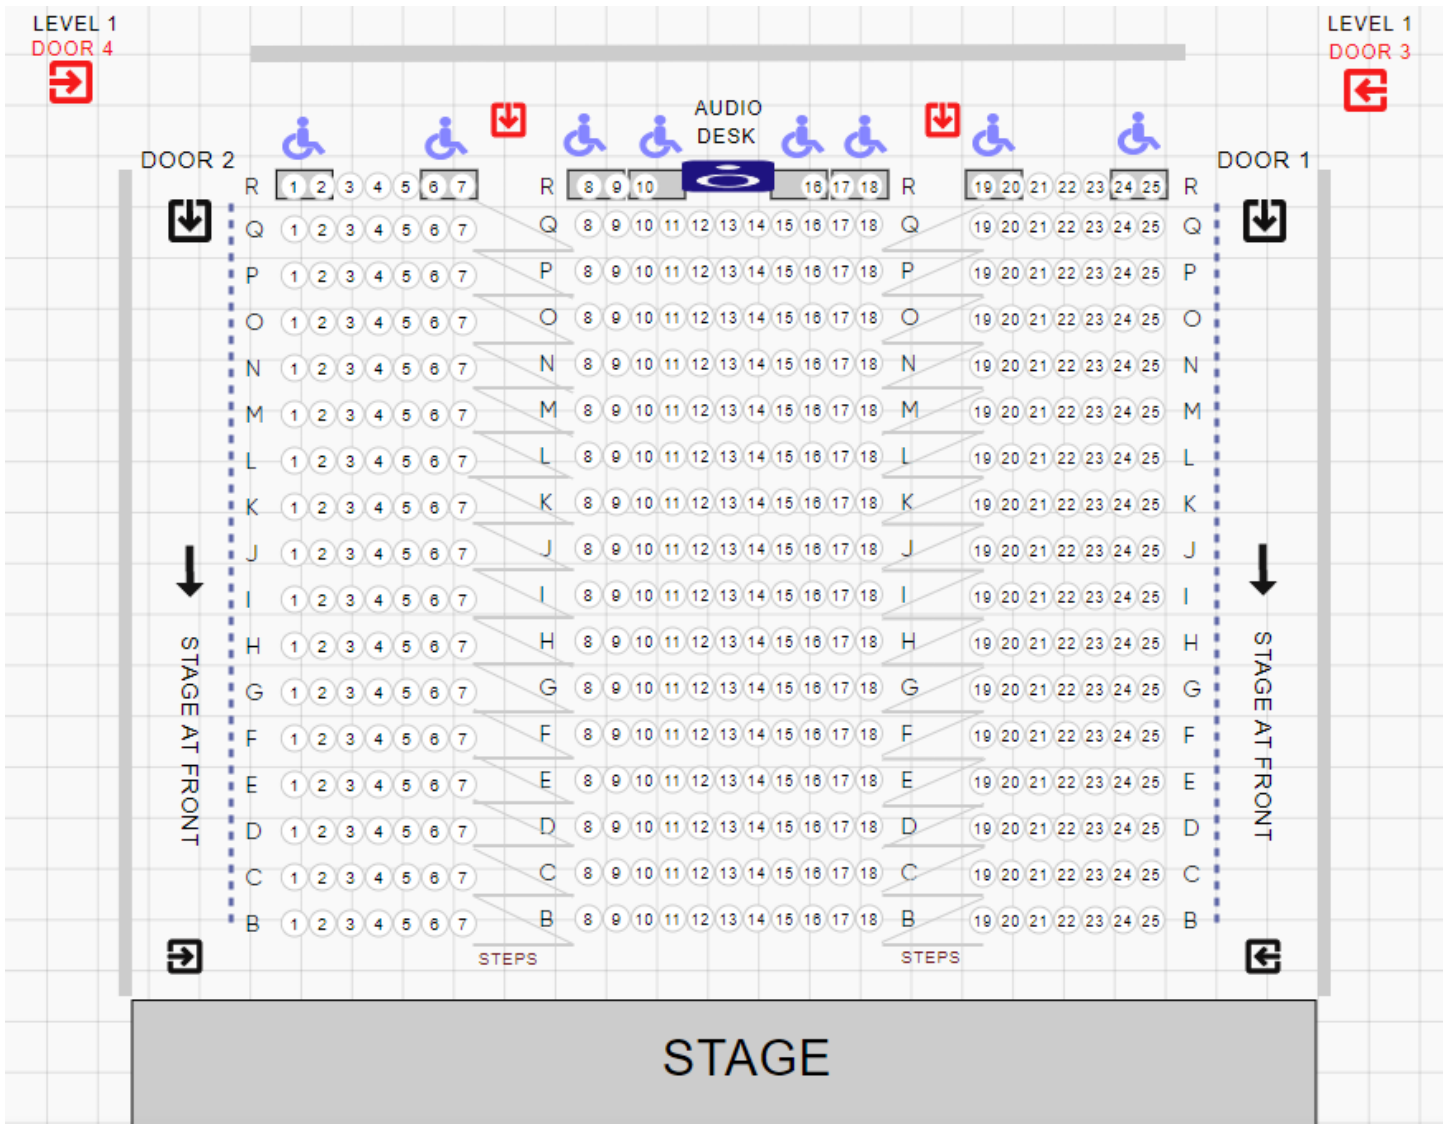 LEVEL 1
DOOR 4
LEVEL 1
DOOR 3
AUDIO
DESK
DOOR 2
DOOR 1
R 1 2 3 4 5 6 7 R 8 9 10 16 17 18 R 19 20 21 22 23 24 25 R
Q 1 2 3 4 5 6 7 Q 8 9 10 11 12 13 14 15 16 17 18 Q 19 20 21 22 23 24 25 Q
P 1 2 3 4 5 6 7 P 8 9 10 11 12 13 14 15 16 17 18 P 19 20 21 22 23 24 25 P
O 1 2 3 4 5 6 7 O 8 9 10 11 12 13 14 15 16 17 18 O 19 20 21 22 23 24 25 O
N 1 2 3 4 5 6 7 N 8 9 10 11 12 13 14 15 16 17 18 N 19 20 21 22 23 24 25 N
M 1 2 3 4 5 6 7 M 8 9 10 11 12 13 14 15 16 17 18 M 19 20 21 22 23 24 25 M
L 1 2 3 4 5 6 7 L 8 9 10 11 12 13 14 15 16 17 18 L 19 20 21 22 23 24 25 L
K 1 2 3 4 5 6 7 K 8 9 10 11 12 13 14 15 16 17 18 K 19 20 21 22 23 24 25 K
J 1 2 3 4 5 6 7 J 8 9 10 11 12 13 14 15 16 17 18 J 19 20 21 22 23 24 25 J
I 1 2 3 4 5 6 7 I 8 9 10 11 12 13 14 15 16 17 18 I 19 20 21 22 23 24 25 I
H 1 2 3 4 5 6 7 H 8 9 10 11 12 13 14 15 16 17 18 H 19 20 21 22 23 24 25 H
G 1 2 3 4 5 6 7 G 8 9 10 11 12 13 14 15 16 17 18 G 19 20 21 22 23 24 25 G
F 1 2 3 4 5 6 7 F 8 9 10 11 12 13 14 15 16 17 18 F 19 20 21 22 23 24 25 F
E 1 2 3 4 5 6 7 E 8 9 10 11 12 13 14 15 16 17 18 E 19 20 21 22 23 24 25 E
D 1 2 3 4 5 6 7 D 8 9 10 11 12 13 14 15 16 17 18 D 19 20 21 22 23 24 25 D
C 1 2 3 4 5 6 7 C 8 9 10 11 12 13 14 15 16 17 18 C 19 20 21 22 23 24 25 C
B 1 2 3 4 5 6 7 B 8 9 10 11 12 13 14 15 16 17 18 B 19 20 21 22 23 24 25 B
STAGE AT FRONT
STAGE AT FRONT
STEPS
STEPS
STAGE